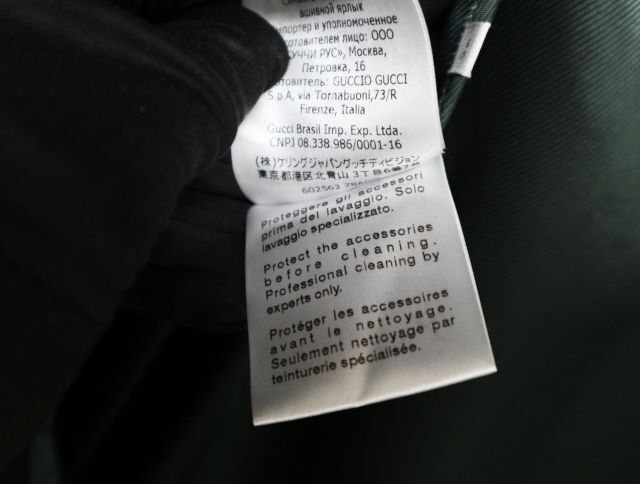 вшивной ярлык
импортер и уполномоченное
изготовителем лицо: ООО
«ГУЧЧИ РУС», Москва,
Петровка, 16
Изготовитель: GUCCIO GUCCI
S.p.A, via Tornabuoni,73/R
Firenze, Italia
Gucci Brasil Imp. Exp. Ltda.
CNPJ 08.338.986/0001-16
(株)ケリングジャパングッチディビジョン
東京都港区北青山3丁目6番7号
602562
Proteggere gli accessori
prima del lavaggio. Solo
lavaggio specializzato.
Protect the accessories
before cleaning.
Professional cleaning by
experts only.
Protéger les accessoires
avant le nettoyage.
Seulement nettoyage par
teinturerie spécialisée.